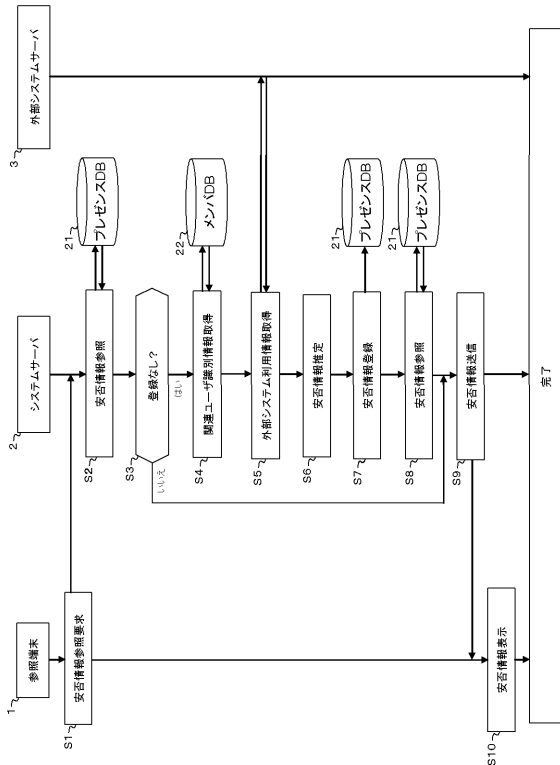 1
参照端末
2
システムサーバ
3
外部システムサーバ
S1
安否情報参照要求
S2
安否情報参照
21
プレゼンスDB
S3
登録なし？
いいえ
はい
S4
関連ユーザ識別情報取得
22
メンバDB
S5
外部システム利用情報取得
S6
安否情報推定
S7
安否情報登録
21
プレゼンスDB
S8
安否情報参照
21
プレゼンスDB
S9
安否情報送信
S10
安否情報表示
完了